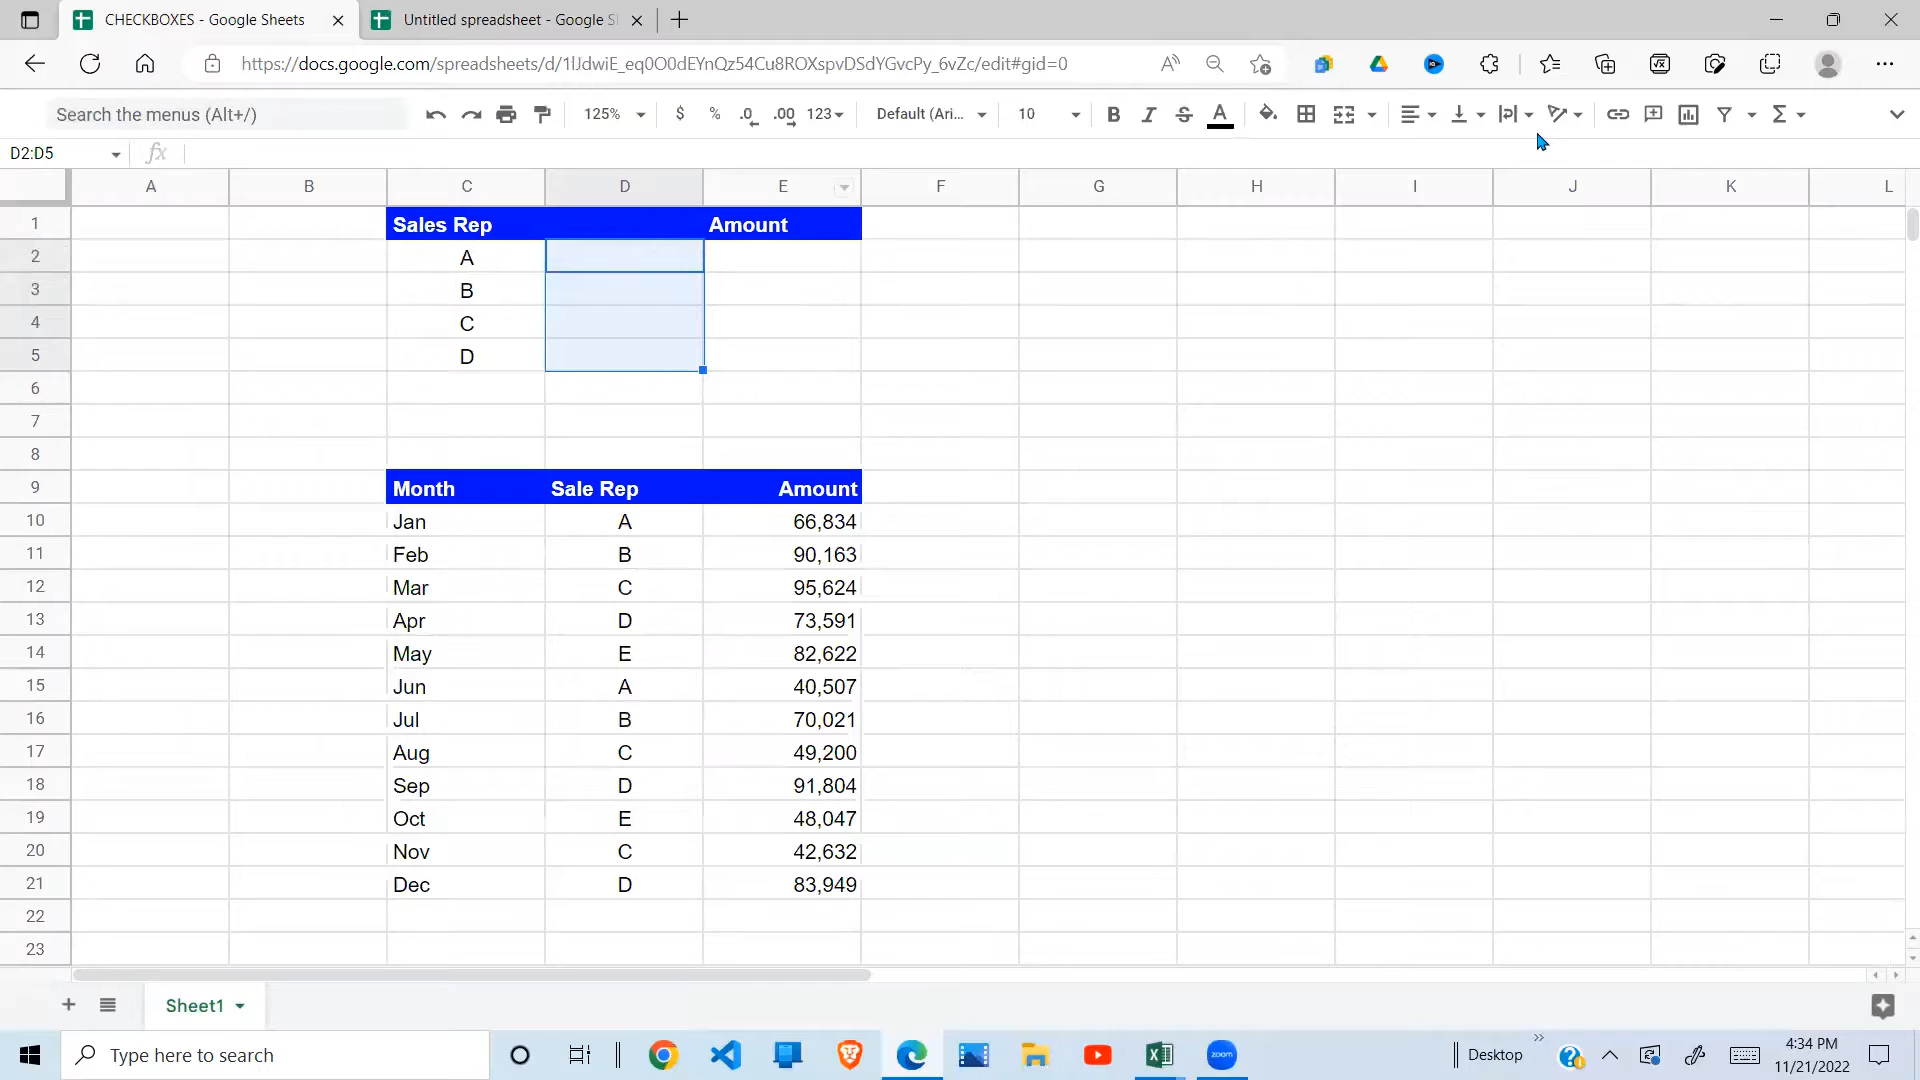 CHECKBOXES - Google Sheets
Untitled spreadsheet - Google S
https://docs.google.com/spreadsheets/d/1IJdwiE_eq0O0dEYnQz54Cu8ROXspvDSdYGvcPy_6vZc/edit#gid=0
Search the menus (Alt+/)
125%
$ % .0 .00 123
Default (Ari...
10
B I S A
D2:D5
fx
A B C D E F G H I J K L
1 Sales Rep Amount
2 A
3 B
4 C
5 D
6
7
8
9 Month Sale Rep Amount
10 Jan A 66,834
11 Feb B 90,163
12 Mar C 95,624
13 Apr D 73,591
14 May E 82,622
15 Jun A 40,507
16 Jul B 70,021
17 Aug C 49,200
18 Sep D 91,804
19 Oct E 48,047
20 Nov C 42,632
21 Dec D 83,949
22
23
Sheet1
Type here to search
zoom
Desktop
4:34 PM
11/21/2022